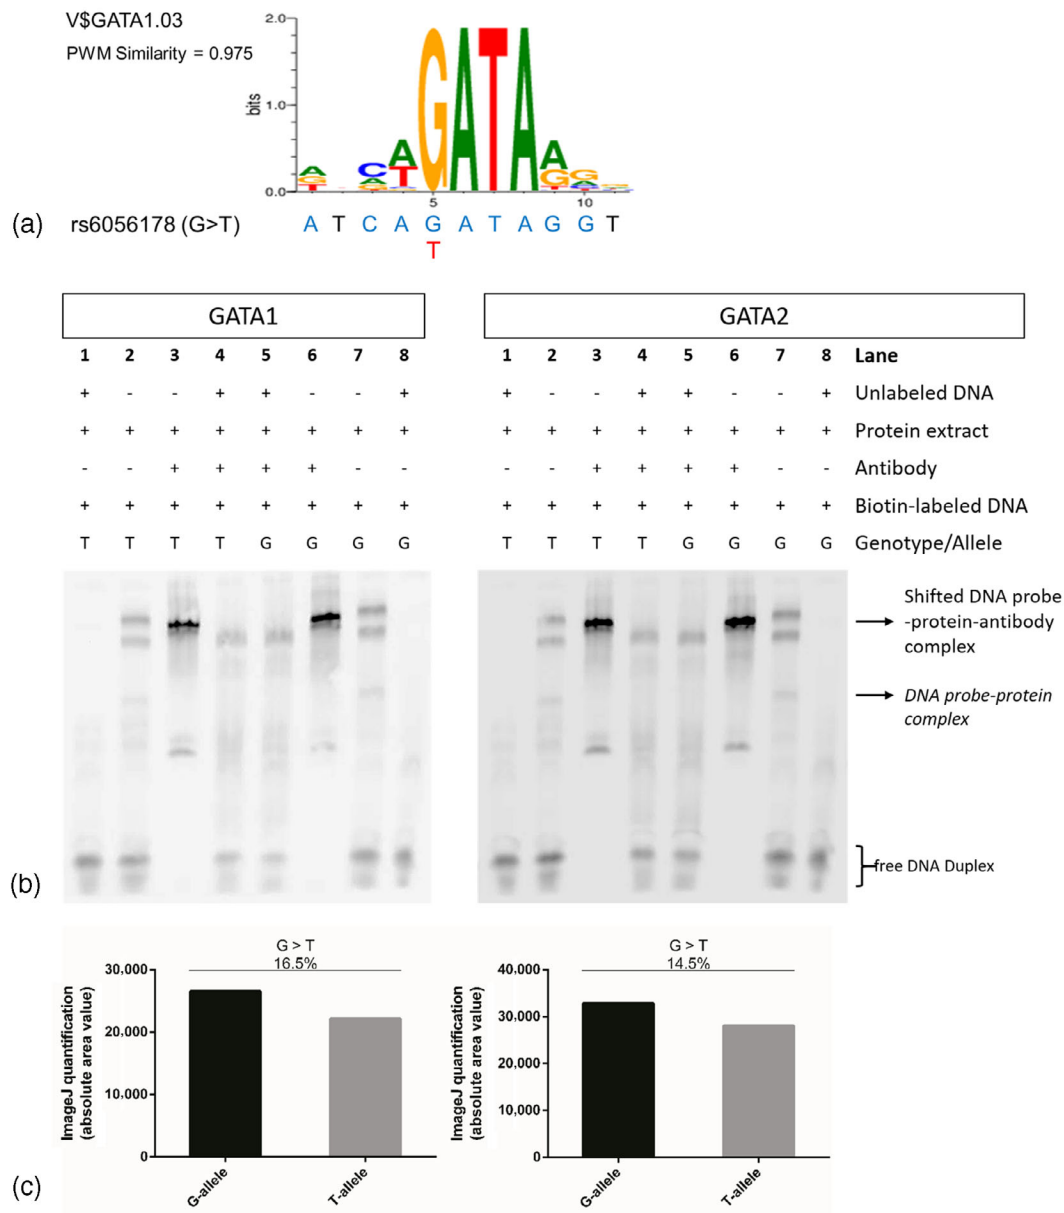 V$GATA1.03
PWM Similarity = 0.975
2.0
1.0
0.0
bits
GATA
5
10
(a)
rs6056178 (G>T)
A T C A G A T A G G T
T
GATA1
GATA2
1 2 3 4 5 6 7 8
1 2 3 4 5 6 7 8 Lane
+ - - + + - - +
+ - - + + - - + Unlabeled DNA
+ + + + + + + +
+ + + + + + + + Protein extract
- - + + + + - -
- - + + + + - - Antibody
+ + + + + + + +
+ + + + + + + + Biotin-labeled DNA
T T T T G G G G
T T T T G G G G Genotype/Allele
Shifted DNA probe
-protein-antibody
complex
DNA probe-protein
complex
free DNA Duplex
(b)
G > T
16.5%
30,000
20,000
10,000
0
ImageJ quantification
(absolute area value)
G-allele
T-allele
G > T
14.5%
40,000
30,000
20,000
10,000
0
ImageJ quantification
(absolute area value)
G-allele
T-allele
(c)